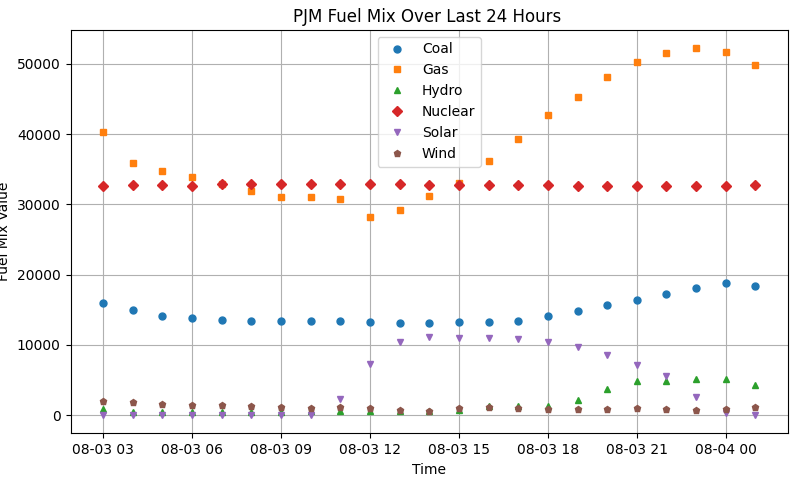 PJM Fuel Mix Over Last 24 Hours
Coal
Gas
Hydro
Nuclear
Solar
Wind
50000
40000
30000
20000
10000
0
Fuel Mix Value
08-03 03 08-03 06 08-03 09 08-03 12 08-03 15 08-03 18 08-03 21 08-04 00
Time